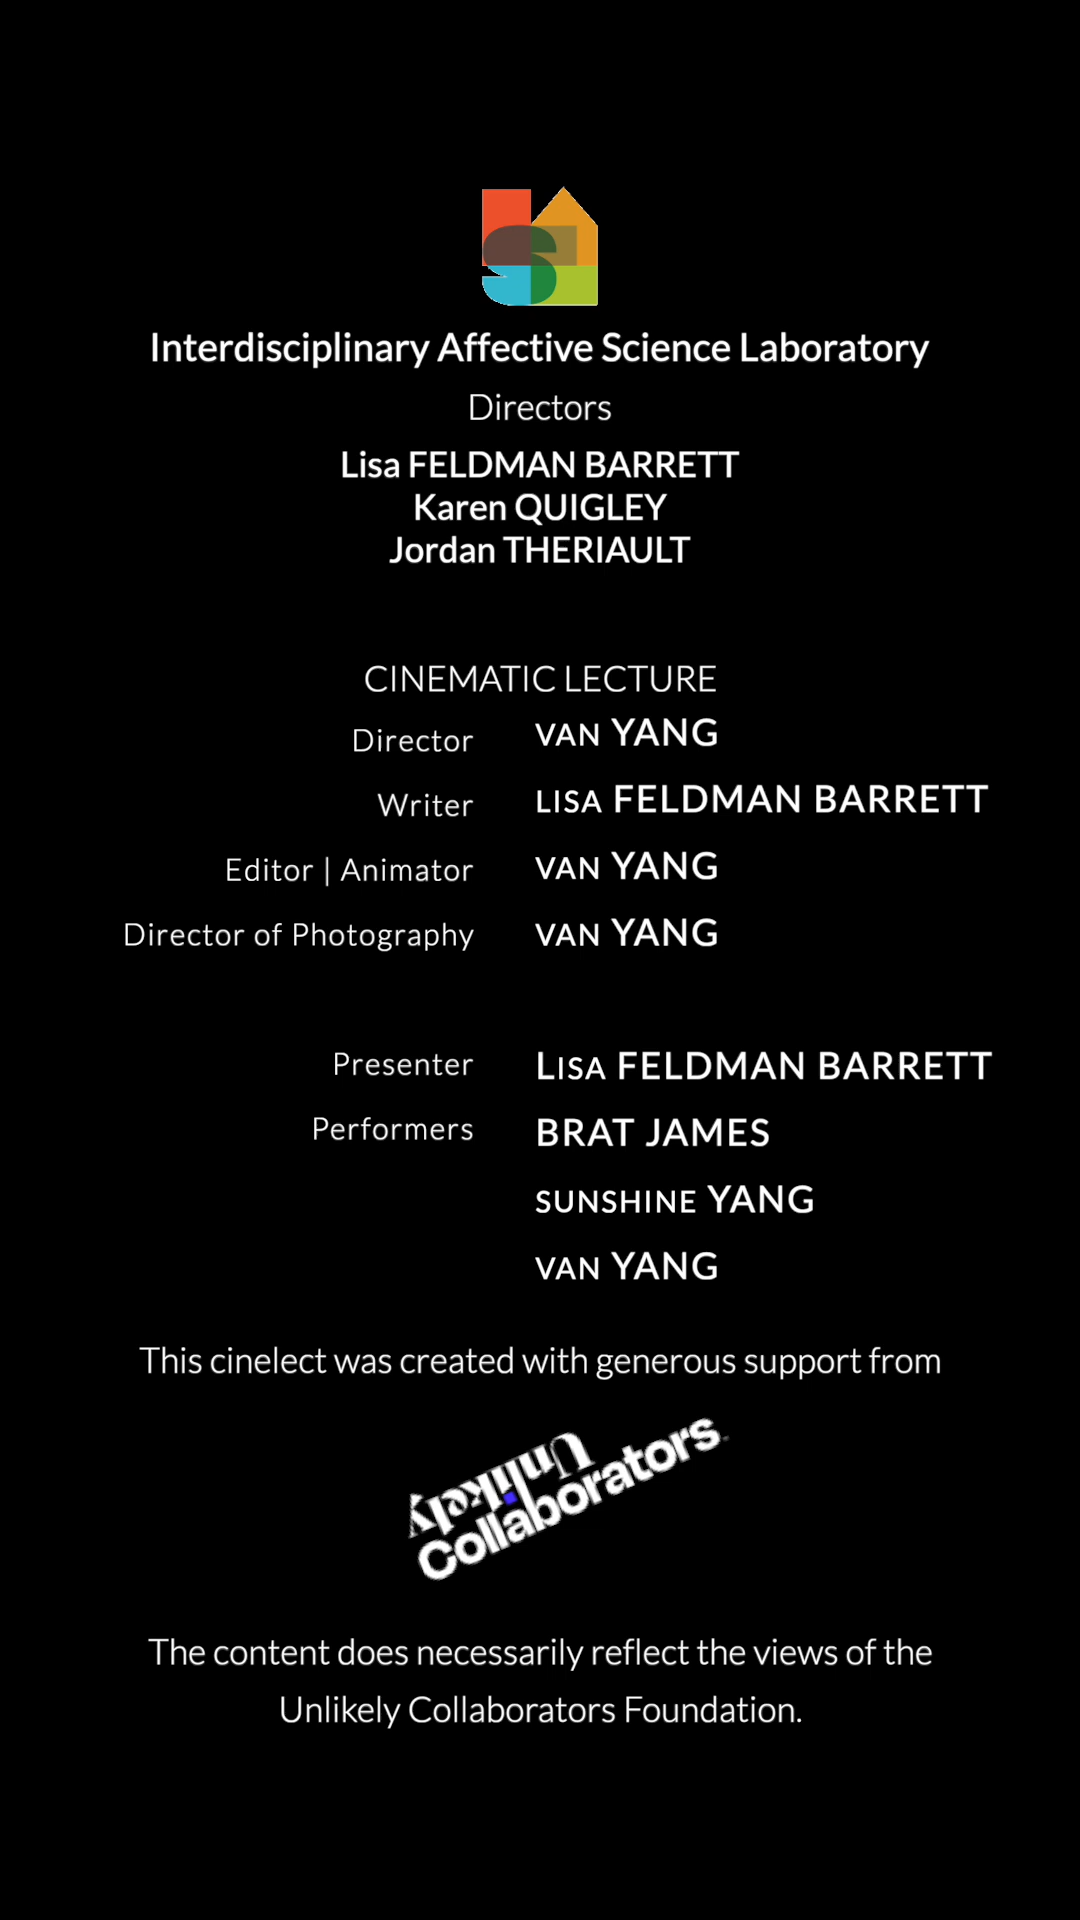 Interdisciplinary Affective Science Laboratory
Directors
Lisa FELDMAN BARRETT
Karen QUIGLEY
Jordan THERIAULT
CINEMATIC LECTURE
Director VAN YANG
Writer LISA FELDMAN BARRETT
Editor | Animator VAN YANG
Director of Photography VAN YANG
Presenter LISA FELDMAN BARRETT
Performers BRAT JAMES
SUNSHINE YANG
VAN YANG
This cinelect was created with generous support from
Unlikely
Collaborators
The content does necessarily reflect the views of the
Unlikely Collaborators Foundation.